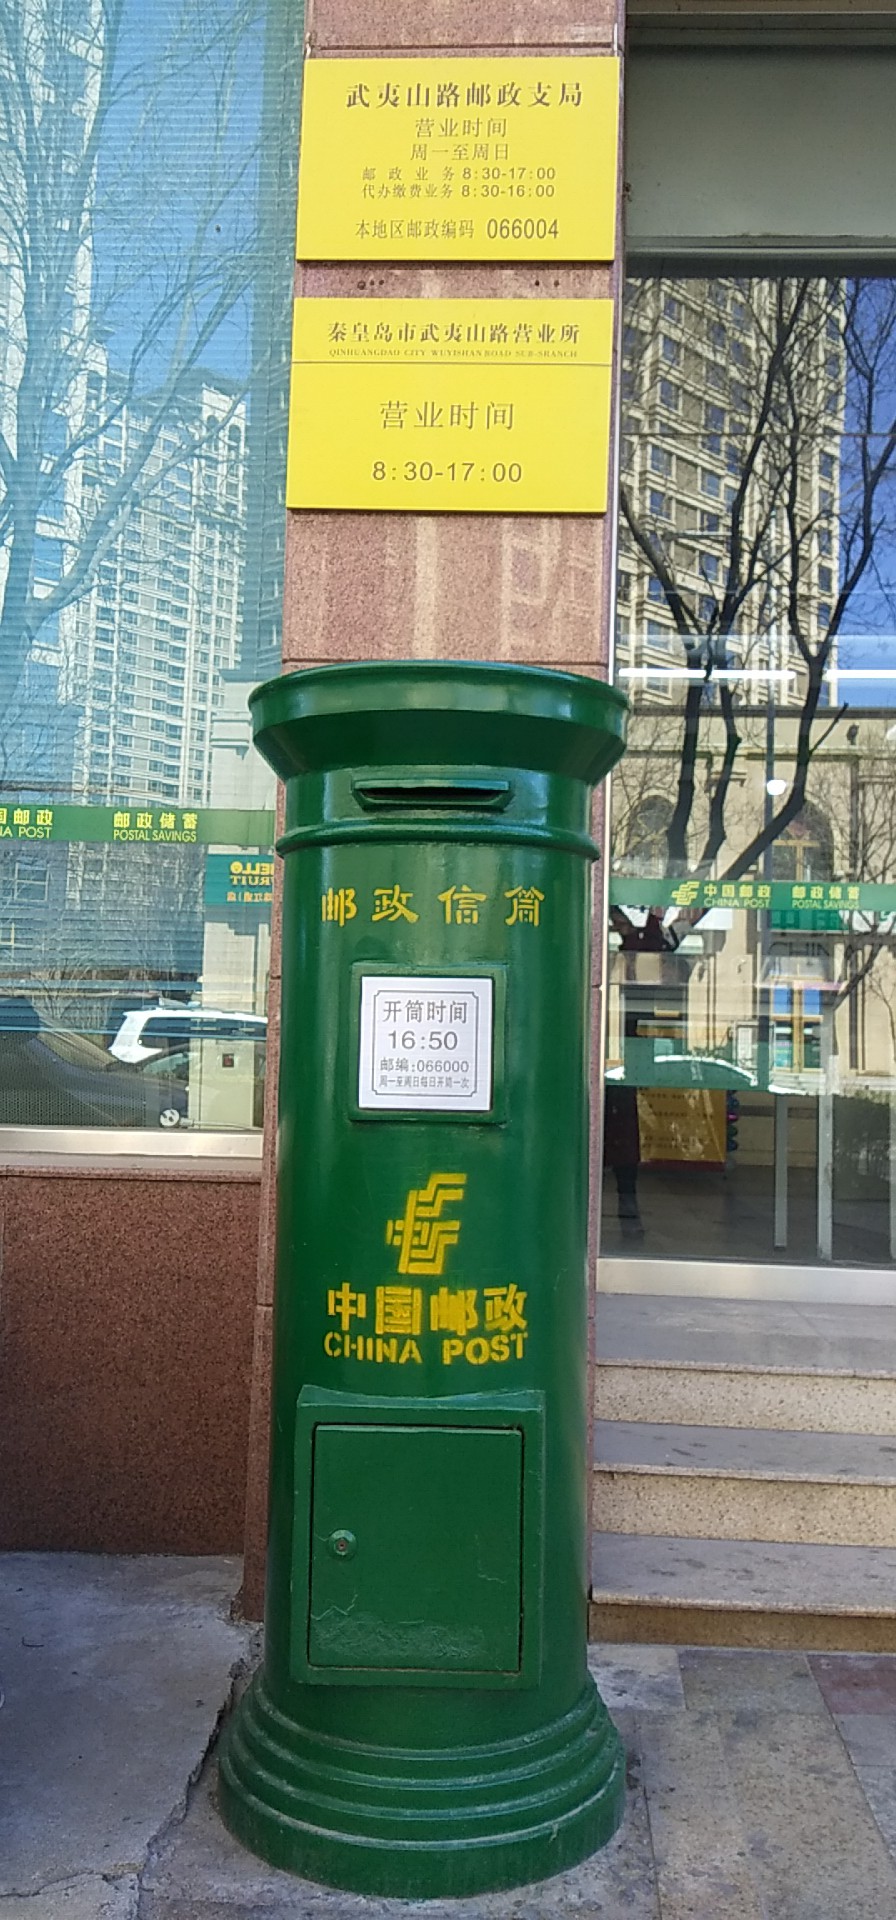 武夷山路邮政支局
营业时间
周一至周日
邮政业务 8:30-17:00
代办缴费业务 8:30-16:00
本地区邮政编码 066004
秦皇岛市武夷山路营业所
QINHUANGDAO CITY WUYISHAN ROAD SUB-SRANCH
营业时间
8:30-17:00
国邮政 邮政储蓄
NA POST POSTAL SAVINGS
中国邮政 邮政储蓄
CHINA POST POSTAL SAVINGS
邮政信筒
开筒时间
16:50
邮编:066000
周一至周日每日开筒一次
中国邮政
CHINA POST